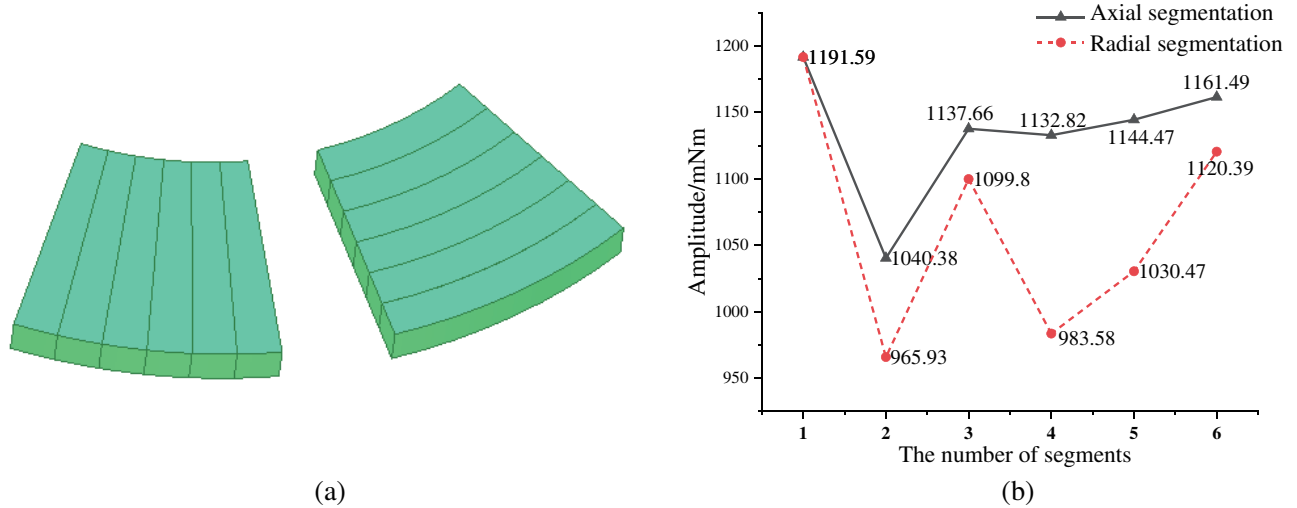 Axial segmentation
Radial segmentation
1200
1150
1100
1050
1000
950
Amplitude/mNm
1191.59
1040.38
1137.66
1132.82
1144.47
1161.49
965.93
1099.8
983.58
1030.47
1120.39
1 2 3 4 5 6
The number of segments
(a) (b)